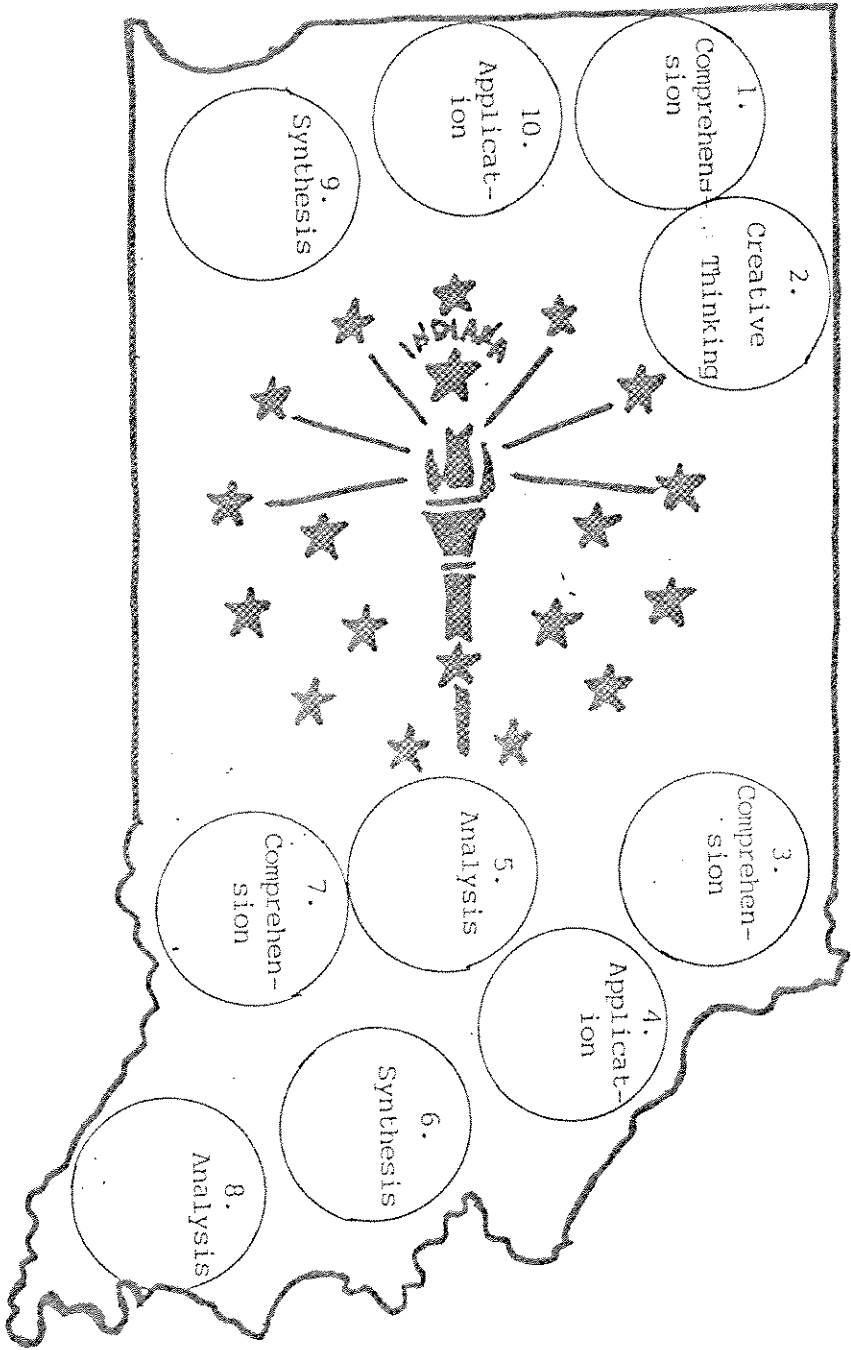 1.
Comprehen-
sion
2.
Creative
Thinking
3.
Comprehen-
sion
4.
Applicat-
ion
5.
Analysis
6.
Synthesis
7.
Comprehen-
sion
8.
Analysis
9.
Synthesis
10.
Applicat-
ion
INDIANA